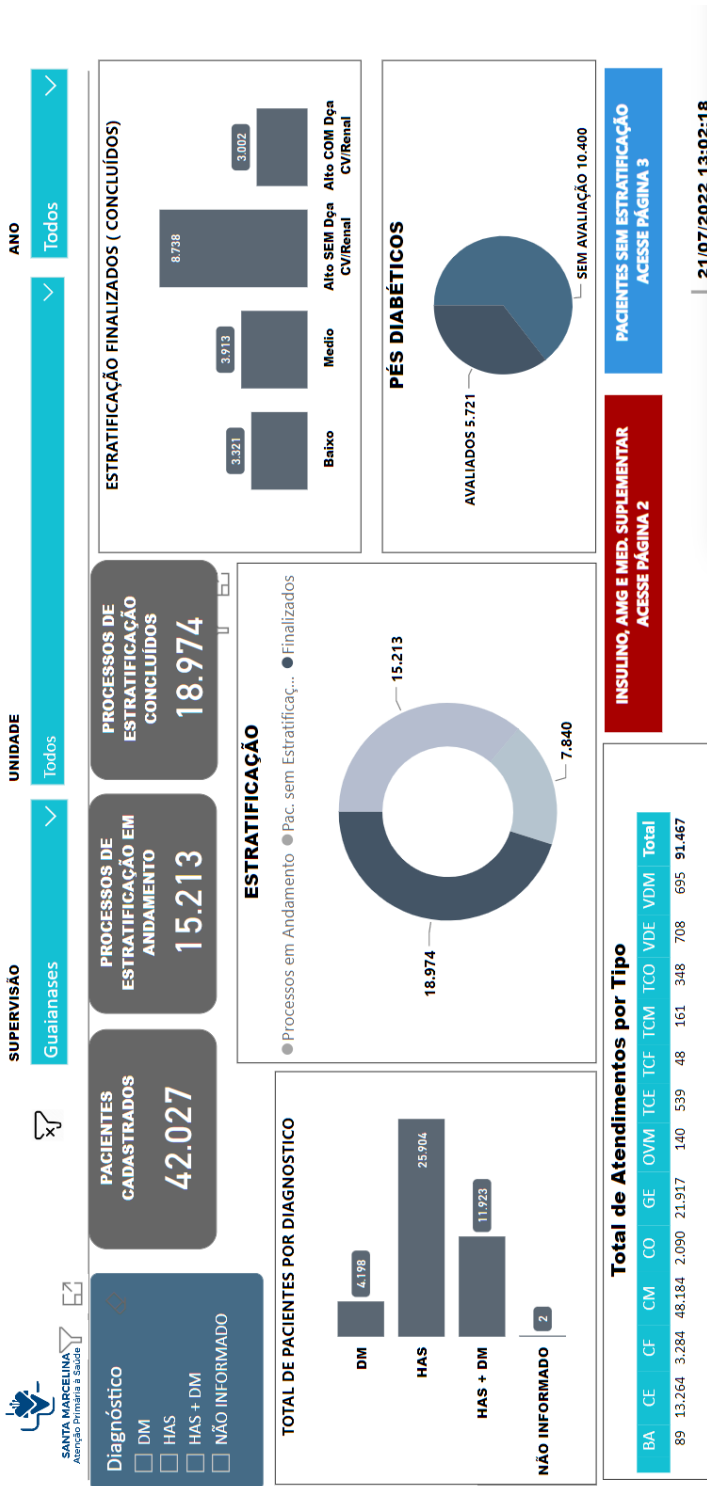 SANTA MARCELINA
Atenção Primária à Saúde
SUPERVISÃO
Guaianases
UNIDADE
Todos
ANO
Todos
Diagnóstico
DM
HAS
HAS + DM
NÃO INFORMADO
PACIENTES
CADASTRADOS
42.027
PROCESSOS DE
ESTRATIFICAÇÃO EM
ANDAMENTO
15.213
PROCESSOS DE
ESTRATIFICAÇÃO
CONCLUÍDOS
18.974
ESTRATIFICAÇÃO FINALIZADOS ( CONCLUÍDOS)
3.321
3.913
8.738
3.002
Baixo
Medio
Alto SEM Dça
CV/Renal
Alto COM Dça
CV/Renal
TOTAL DE PACIENTES POR DIAGNOSTICO
DM
4.198
HAS
25.904
HAS + DM
11.923
NÃO INFORMADO
2
ESTRATIFICAÇÃO
Processos em Andamento
Pac. sem Estratificaç...
Finalizados
18.974
15.213
7.840
PÉS DIABÉTICOS
AVALIADOS 5.721
SEM AVALIAÇÃO 10.400
Total de Atendimentos por Tipo
BA CE CF CM CO GE OVM TCE TCF TCM TCO VDE VDM Total
89 13.264 3.284 48.184 2.090 21.917 140 539 48 161 348 708 695 91.467
INSULINO, AMG E MED. SUPLEMENTAR
ACESSE PÁGINA 2
PACIENTES SEM ESTRATIFICAÇÃO
ACESSE PÁGINA 3
21/07/2022 13:02:18